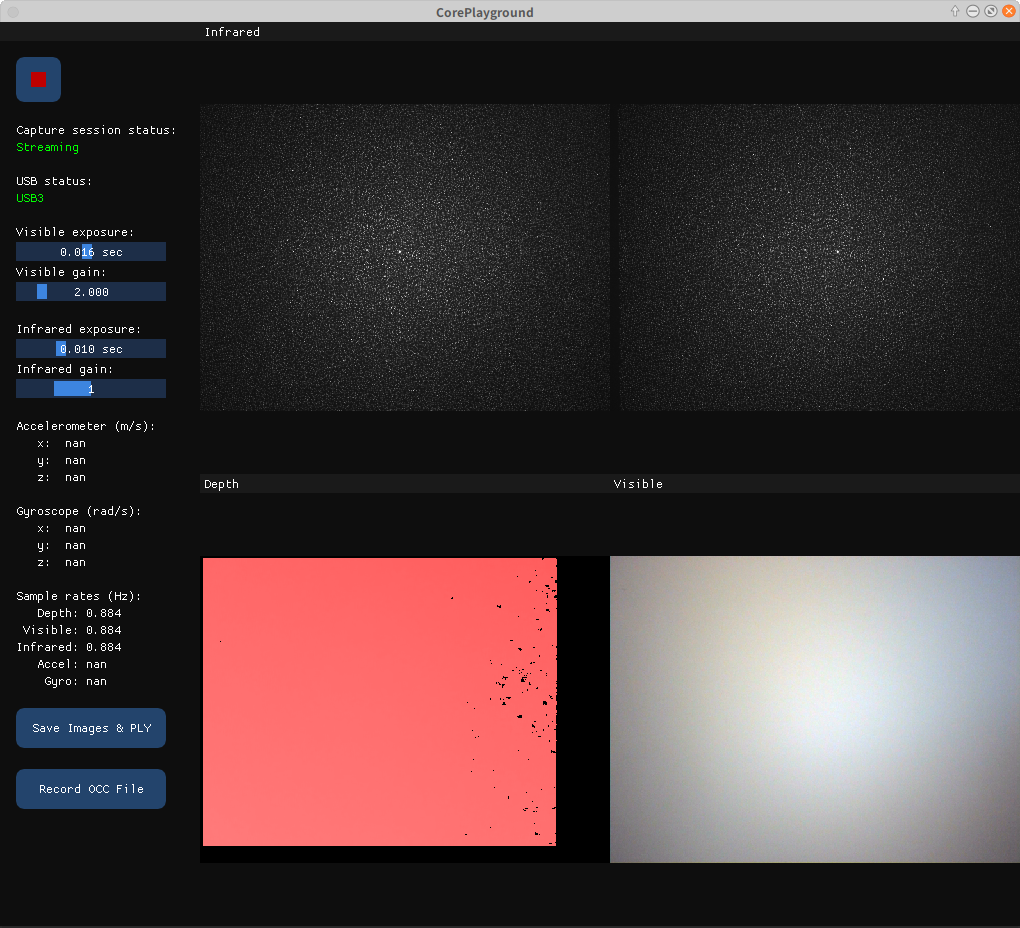 CorePlayground
Infrared
Capture session status:
Streaming
USB status:
USB3
Visible exposure:
0.016 sec
Visible gain:
2.000
Infrared exposure:
0.010 sec
Infrared gain:
1
Accelerometer (m/s):
x: nan
y: nan
z: nan
Gyroscope (rad/s):
x: nan
y: nan
z: nan
Sample rates (Hz):
Depth: 0.884
Visible: 0.884
Infrared: 0.884
Accel: nan
Gyro: nan
Save Images & PLY
Record OCC File
Depth
Visible